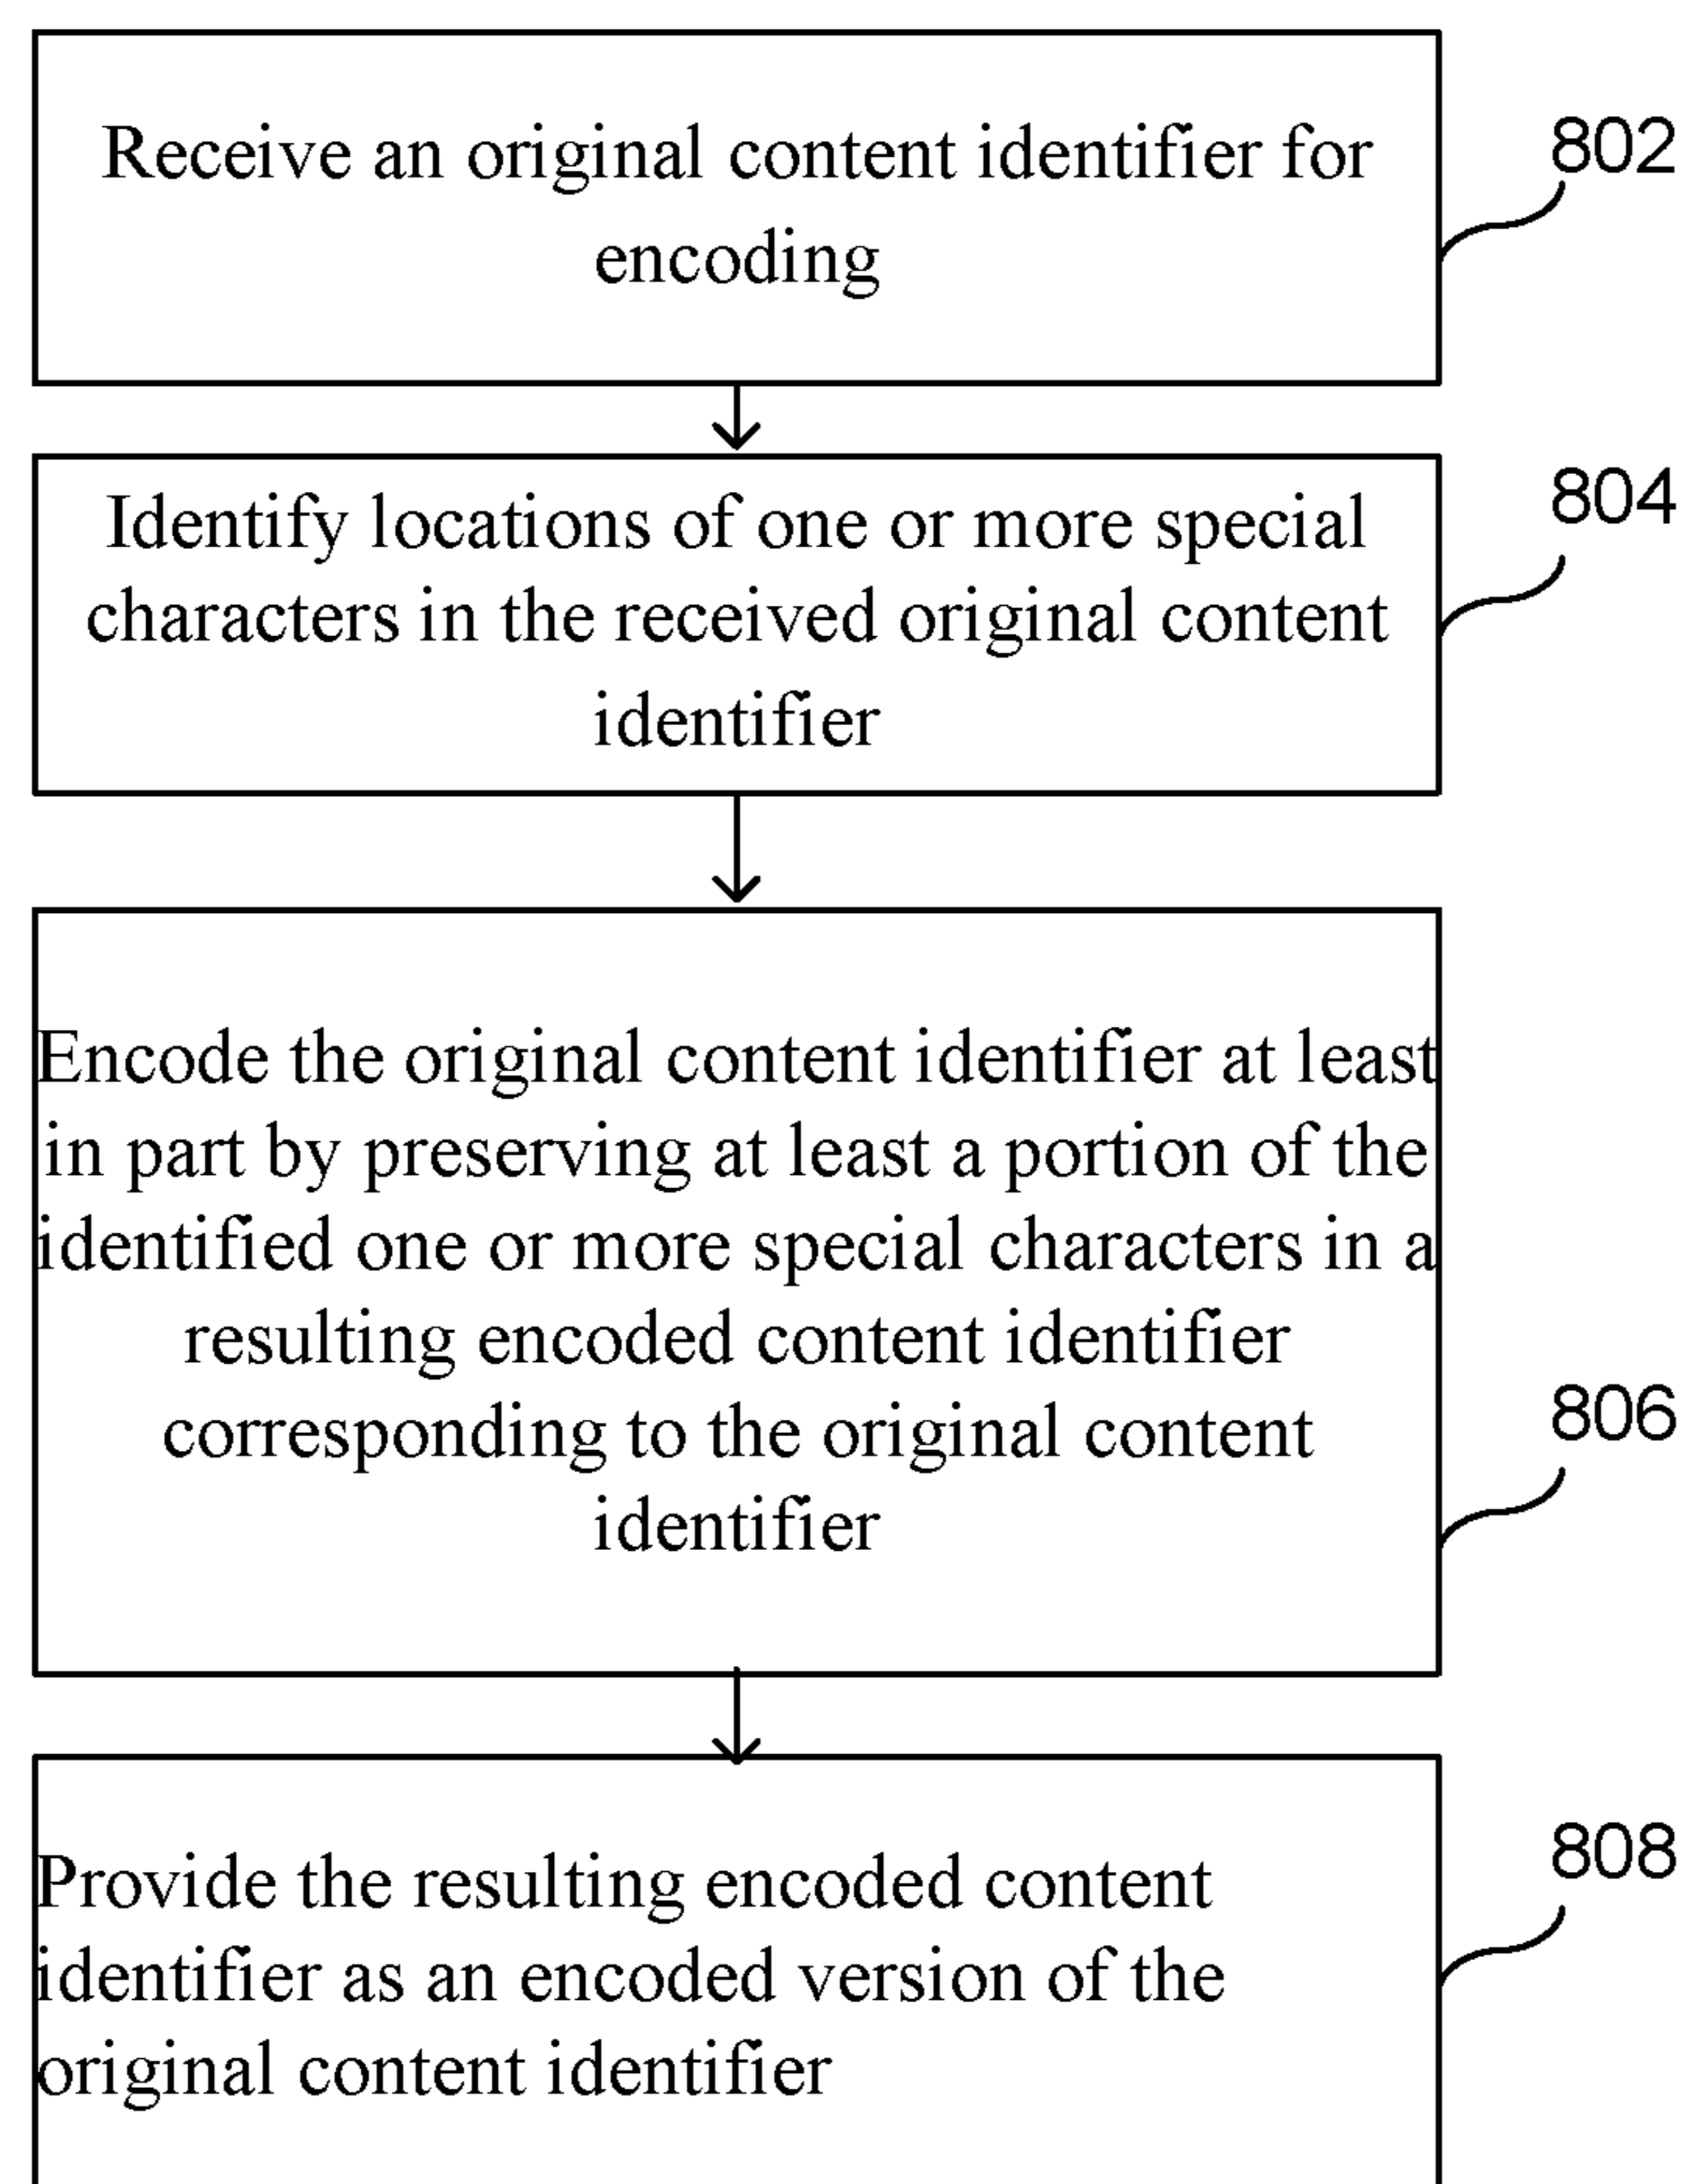 Receive an original content identifier for
encoding
802
Identify locations of one or more special
characters in the received original content
identifier
804
Encode the original content identifier at least
in part by preserving at least a portion of the
identified one or more special characters in a
resulting encoded content identifier
corresponding to the original content
identifier
806
Provide the resulting encoded content
identifier as an encoded version of the
original content identifier
808